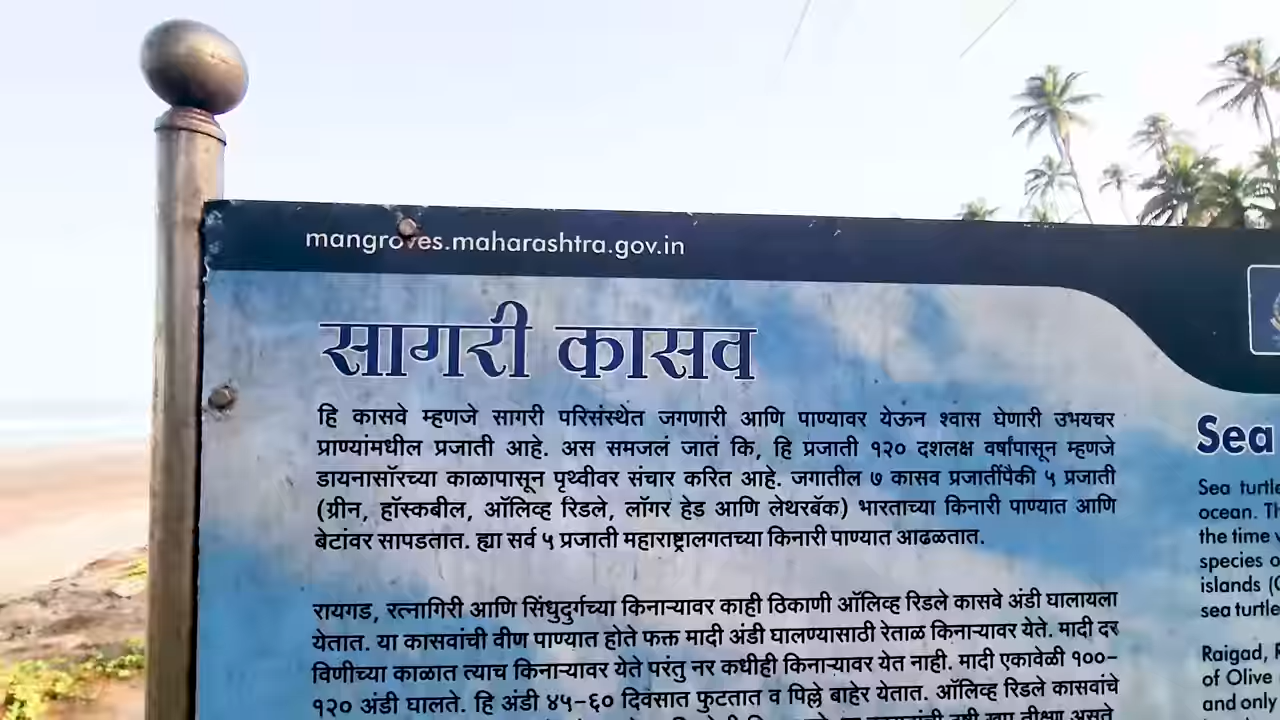 mangroves.maharashtra.gov.in
सागरी कासव
हि कासवे म्हणजे सागरी परिसंस्थेत जगणारी आणि पाण्यावर येऊन श्वास घेणारी उभयचर
प्राण्यांमधील प्रजाती आहे. अस समजलं जातं कि, हि प्रजाती १२० दशलक्ष वर्षांपासून म्हणजे
डायनासॉरच्या काळापासून पृथ्वीवर संचार करित आहे. जगातील ७ कासव प्रजातींपैकी ५ प्रजाती
(ग्रीन, हॉस्कबील, ऑलिव्ह रिडले, लॉगर हेड आणि लेथरबॅक) भारताच्या किनारी पाण्यात आणि
बेटांवर सापडतात. ह्या सर्व ५ प्रजाती महाराष्ट्रालगतच्या किनारी पाण्यात आढळतात.
रायगड, रत्नागिरी आणि सिंधुदुर्गच्या किनाऱ्यावर काही ठिकाणी ऑलिव्ह रिडले कासवे अंडी घालायला
येतात. या कासवांची वीण पाण्यात होते फक्त मादी अंडी घालण्यासाठी रेताळ किनाऱ्यावर येते. मादी दर
विणीच्या काळात त्याच किनाऱ्यावर येते परंतु नर कधीही किनाऱ्यावर येत नाही. मादी एकावेळी १००-
१२० अंडी घालते. हि अंडी ४५-६० दिवसात फुटतात व पिल्ले बाहेर येतात. ऑलिव्ह रिडले कासवांचे
Sea
Sea turtle
ocean. Th
the time
species o
islands (
sea turtle
Raigad,
of Olive
and only